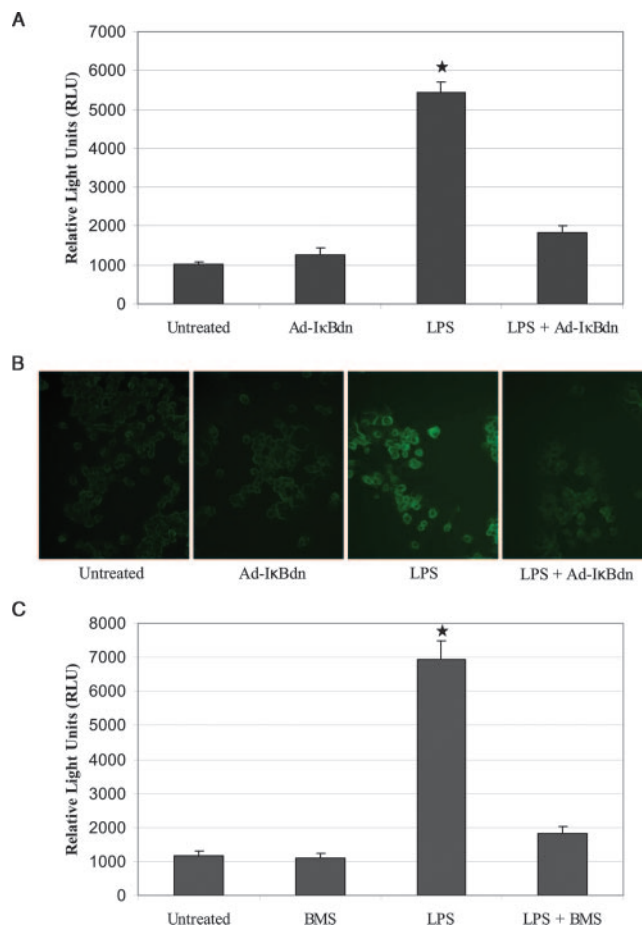 A
Relative Light Units (RLU)
7000
6000
5000
4000
3000
2000
1000
0
★
Untreated Ad-IκBdn LPS LPS + Ad-IκBdn
B
Untreated Ad-IκBdn LPS LPS + Ad-IκBdn
C
Relative Light Units (RLU)
8000
7000
6000
5000
4000
3000
2000
1000
0
★
Untreated BMS LPS LPS + BMS